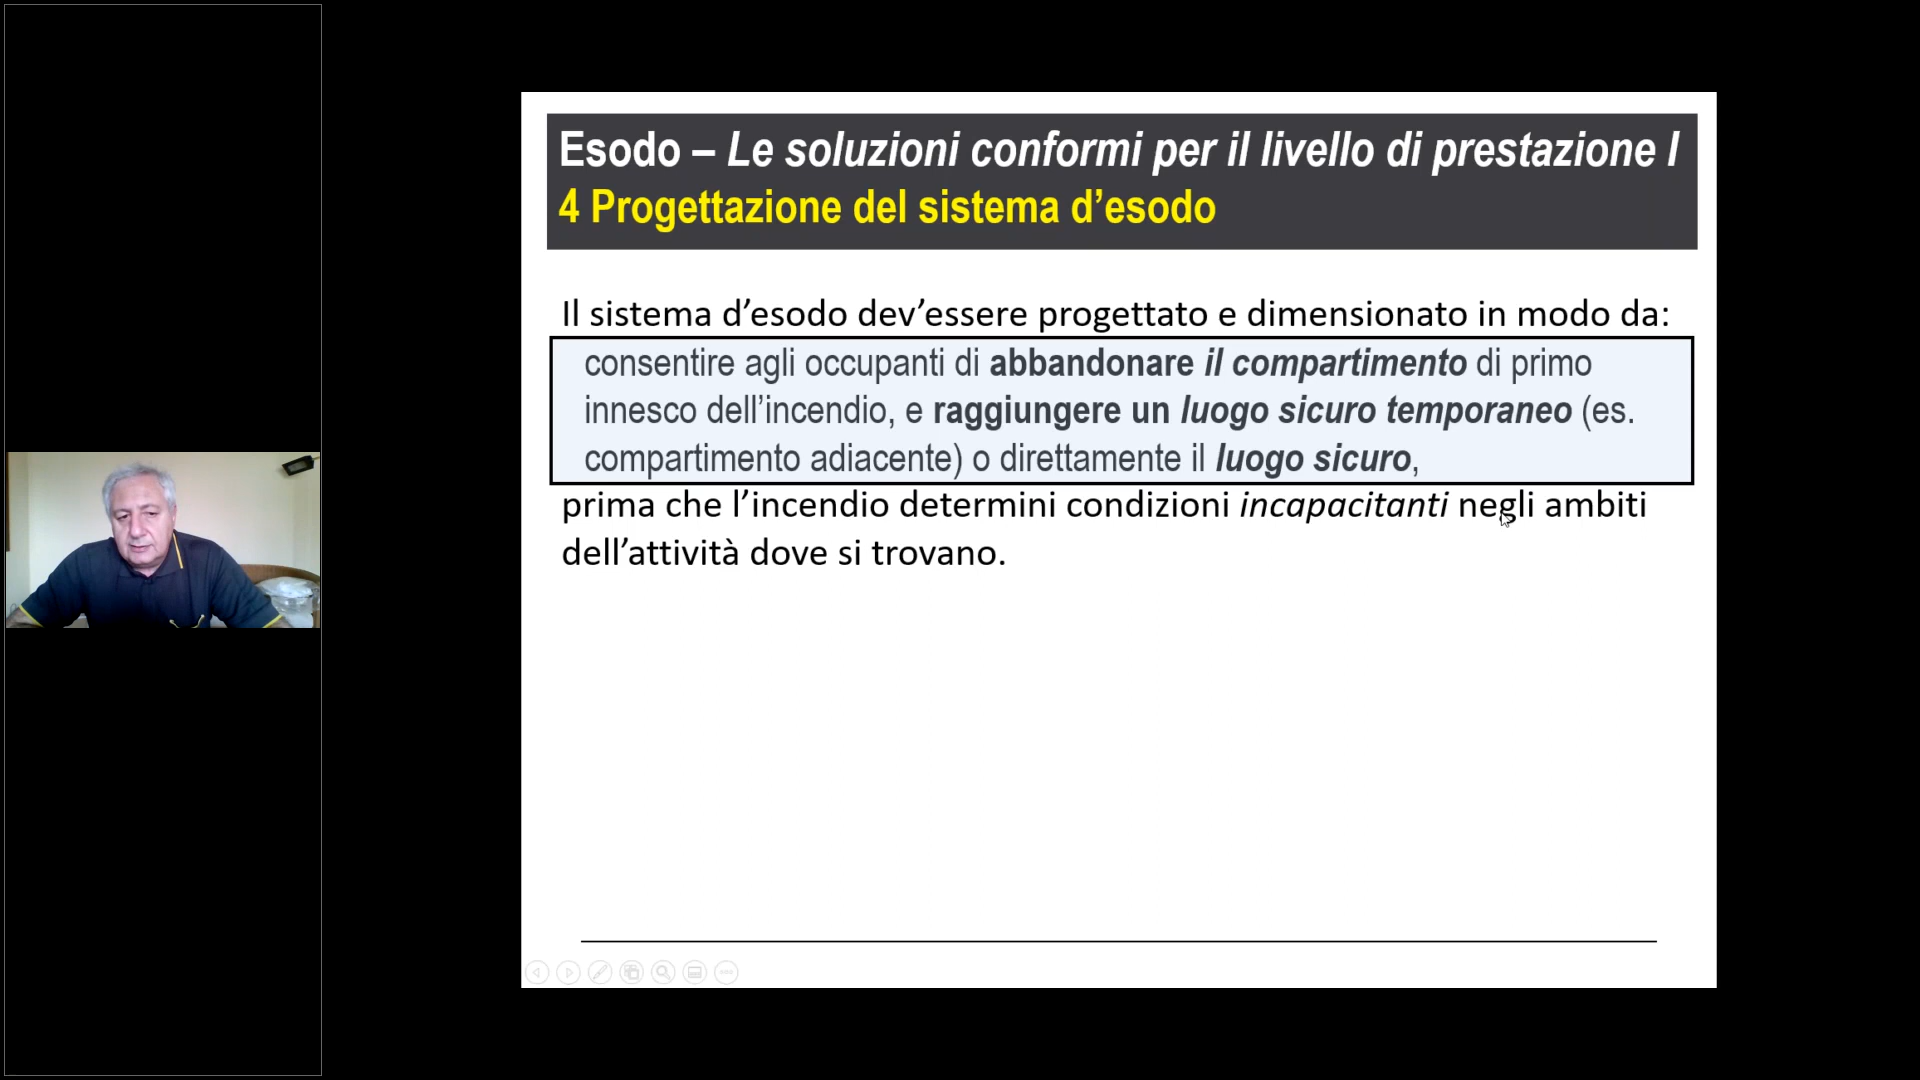 Esodo – Le soluzioni conformi per il livello di prestazione I
4 Progettazione del sistema d’esodo
Il sistema d’esodo dev’essere progettato e dimensionato in modo da:
consentire agli occupanti di abbandonare il compartimento di primo
innesco dell’incendio, e raggiungere un luogo sicuro temporaneo (es.
compartimento adiacente) o direttamente il luogo sicuro,
prima che l’incendio determini condizioni incapacitanti negli ambiti
dell’attività dove si trovano.